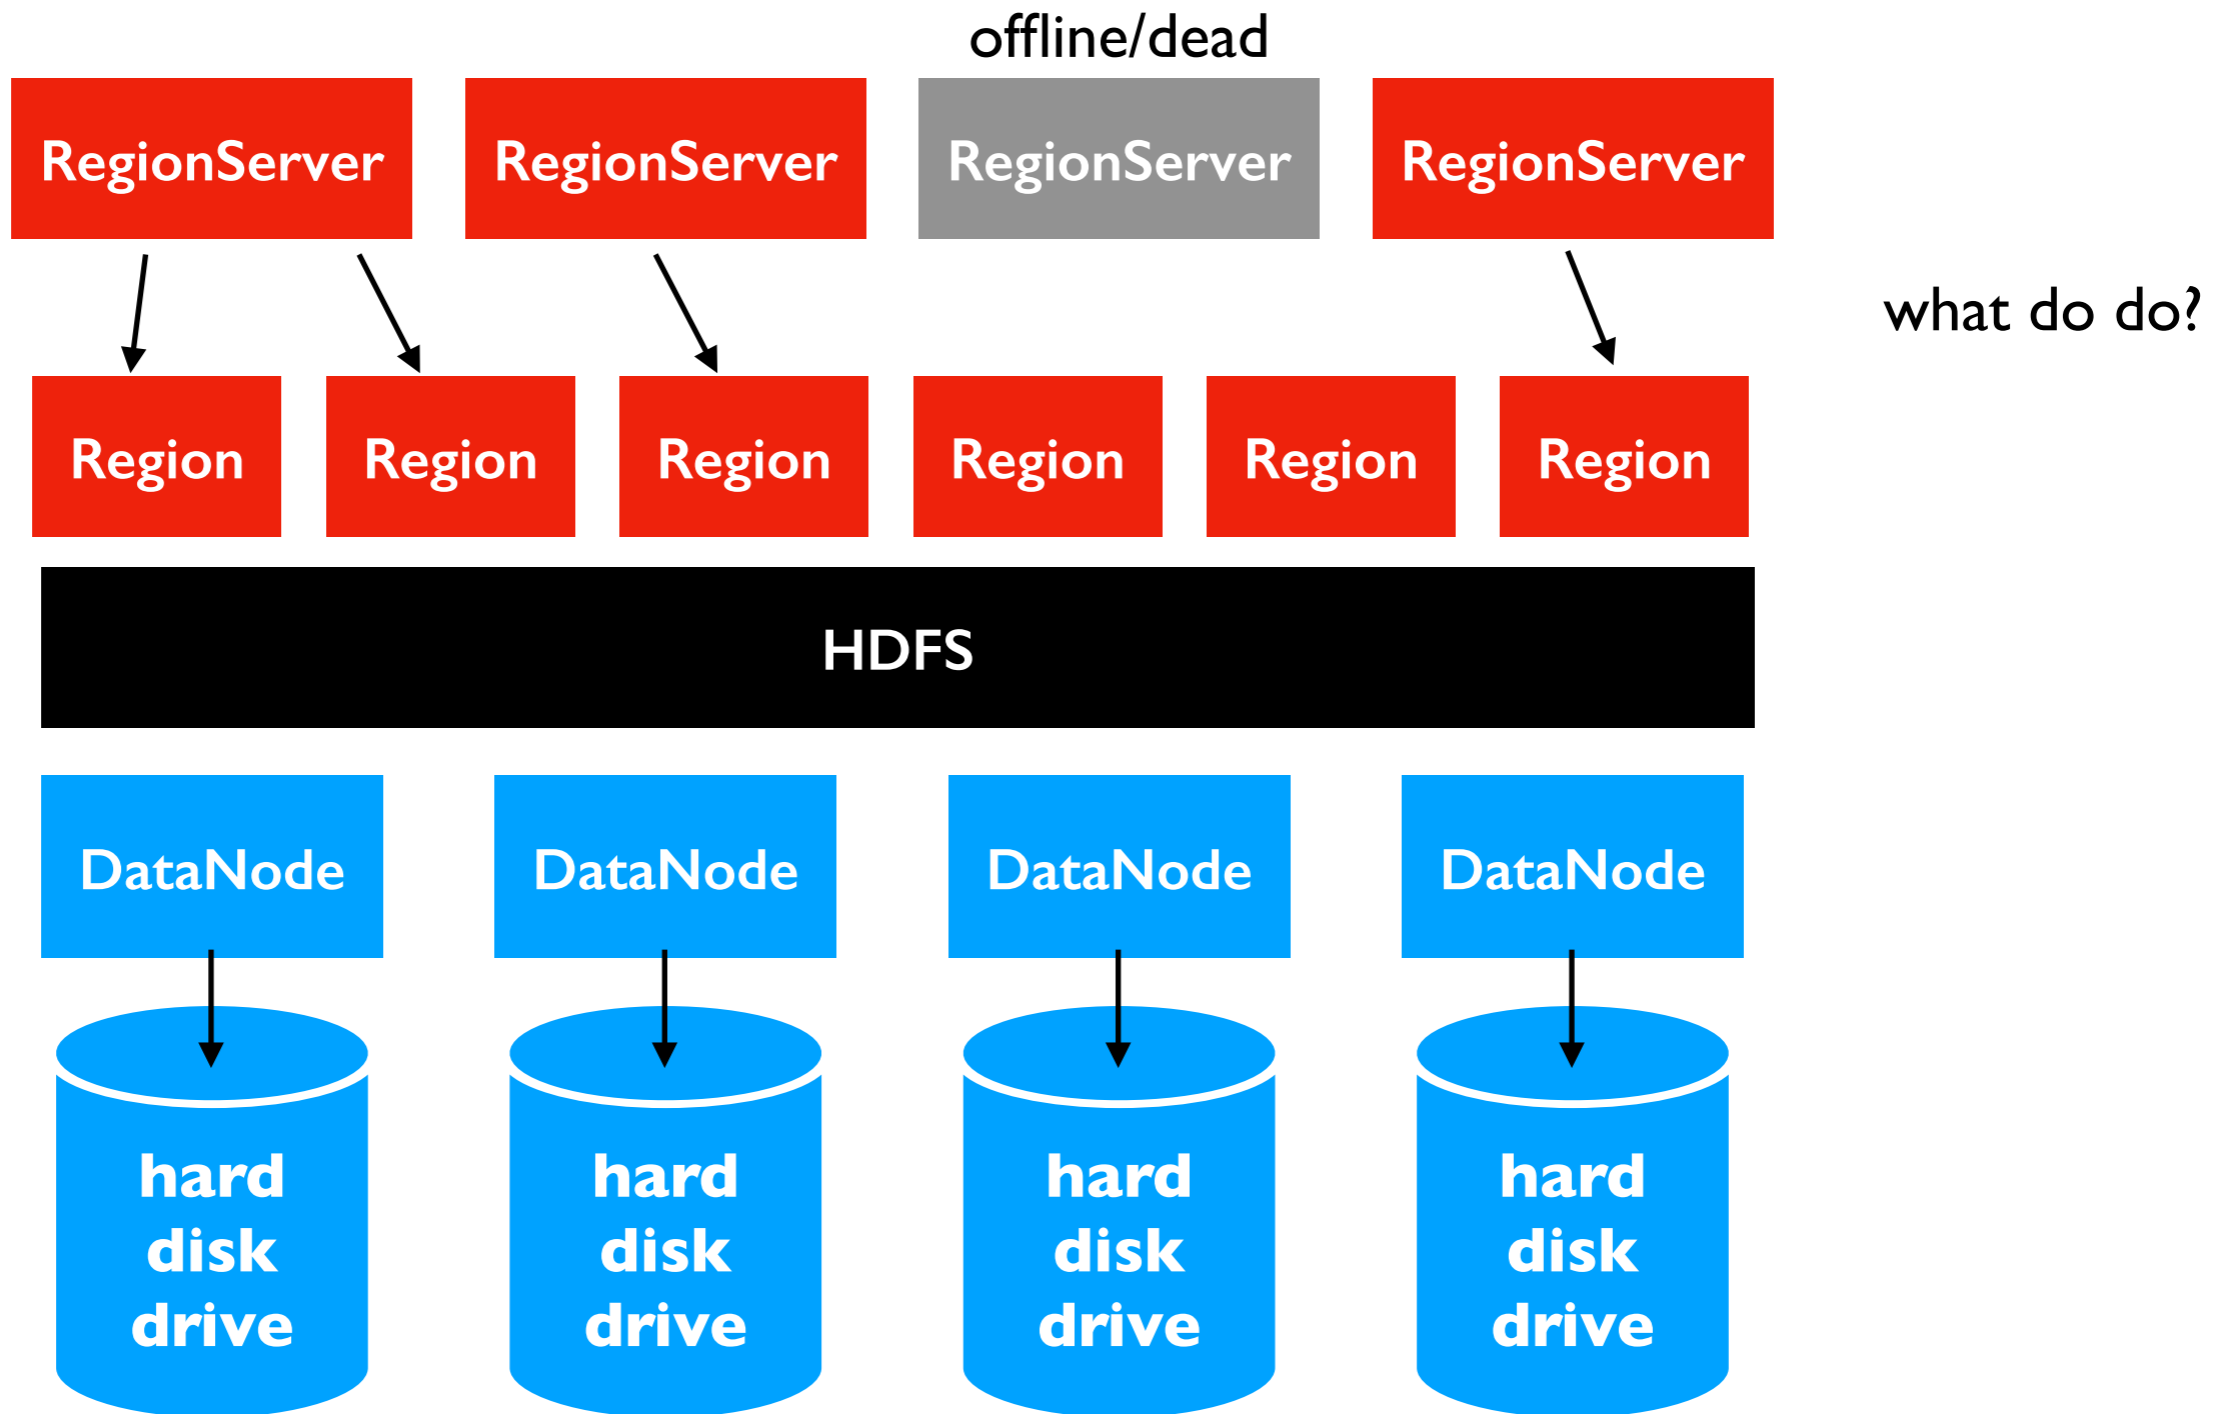 offline/dead
RegionServer
RegionServer
RegionServer
RegionServer
what do do?
Region
Region
Region
Region
Region
Region
HDFS
DataNode
DataNode
DataNode
DataNode
hard
disk
drive
hard
disk
drive
hard
disk
drive
hard
disk
drive